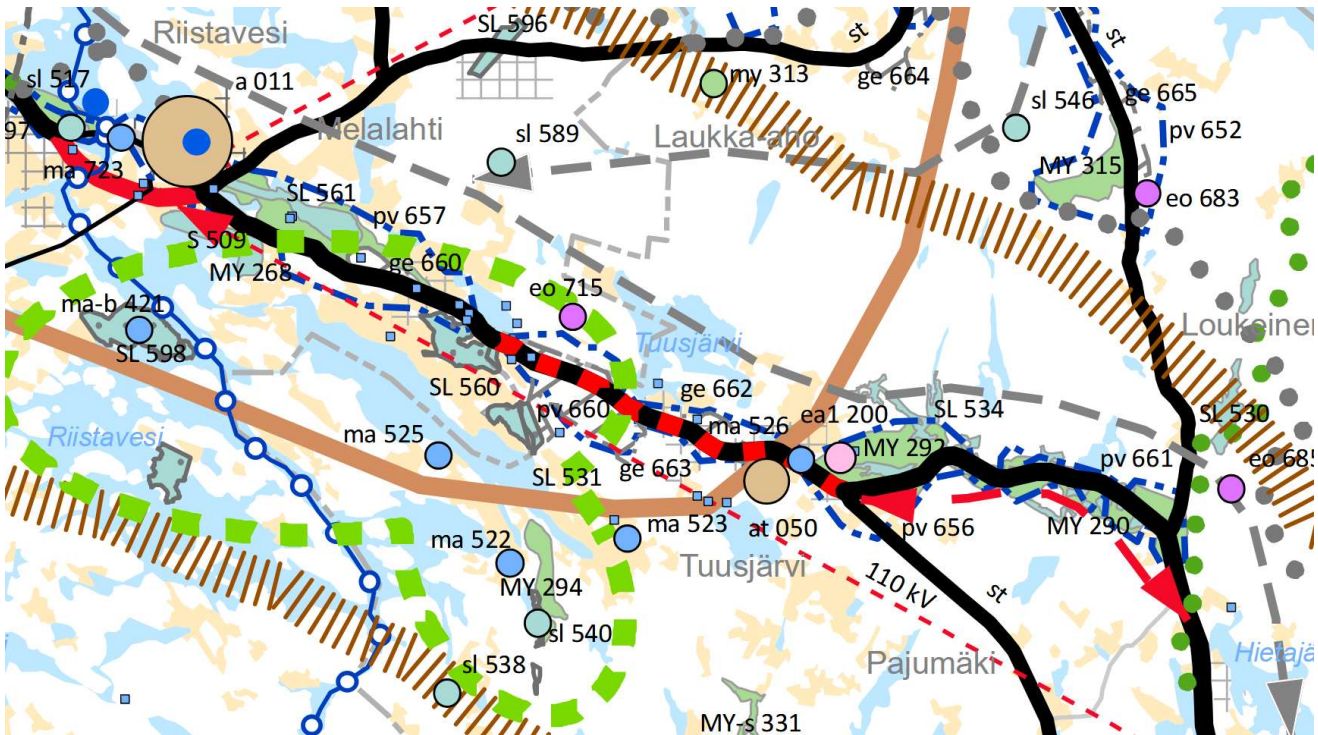 Riistavesi
SL 596
st
st
sl 517
a 011
my 313
ge 664
ge 665
sl 546
97
Melalahti
sl 589
Laukka-aho
pv 652
ma 723
SL 561
MY 315
eo 683
pv 657
S 509
MY 268
ge 660
eo 715
ma-b 421
SL 598
Tuusjärvi
Loukeinen
SL 560
ge 662
pv 660
ma 526
ea1 200
SL 534
SL 530
Riistavesi
ma 525
MY 292
pv 661
eo 685
SL 531
ge 663
ma 522
ma 523
at 050
pv 656
MY 290
MY 294
Tuusjärvi
110 kV
st
sl 540
sl 538
Pajumäki
Hietajä
MY-s 331